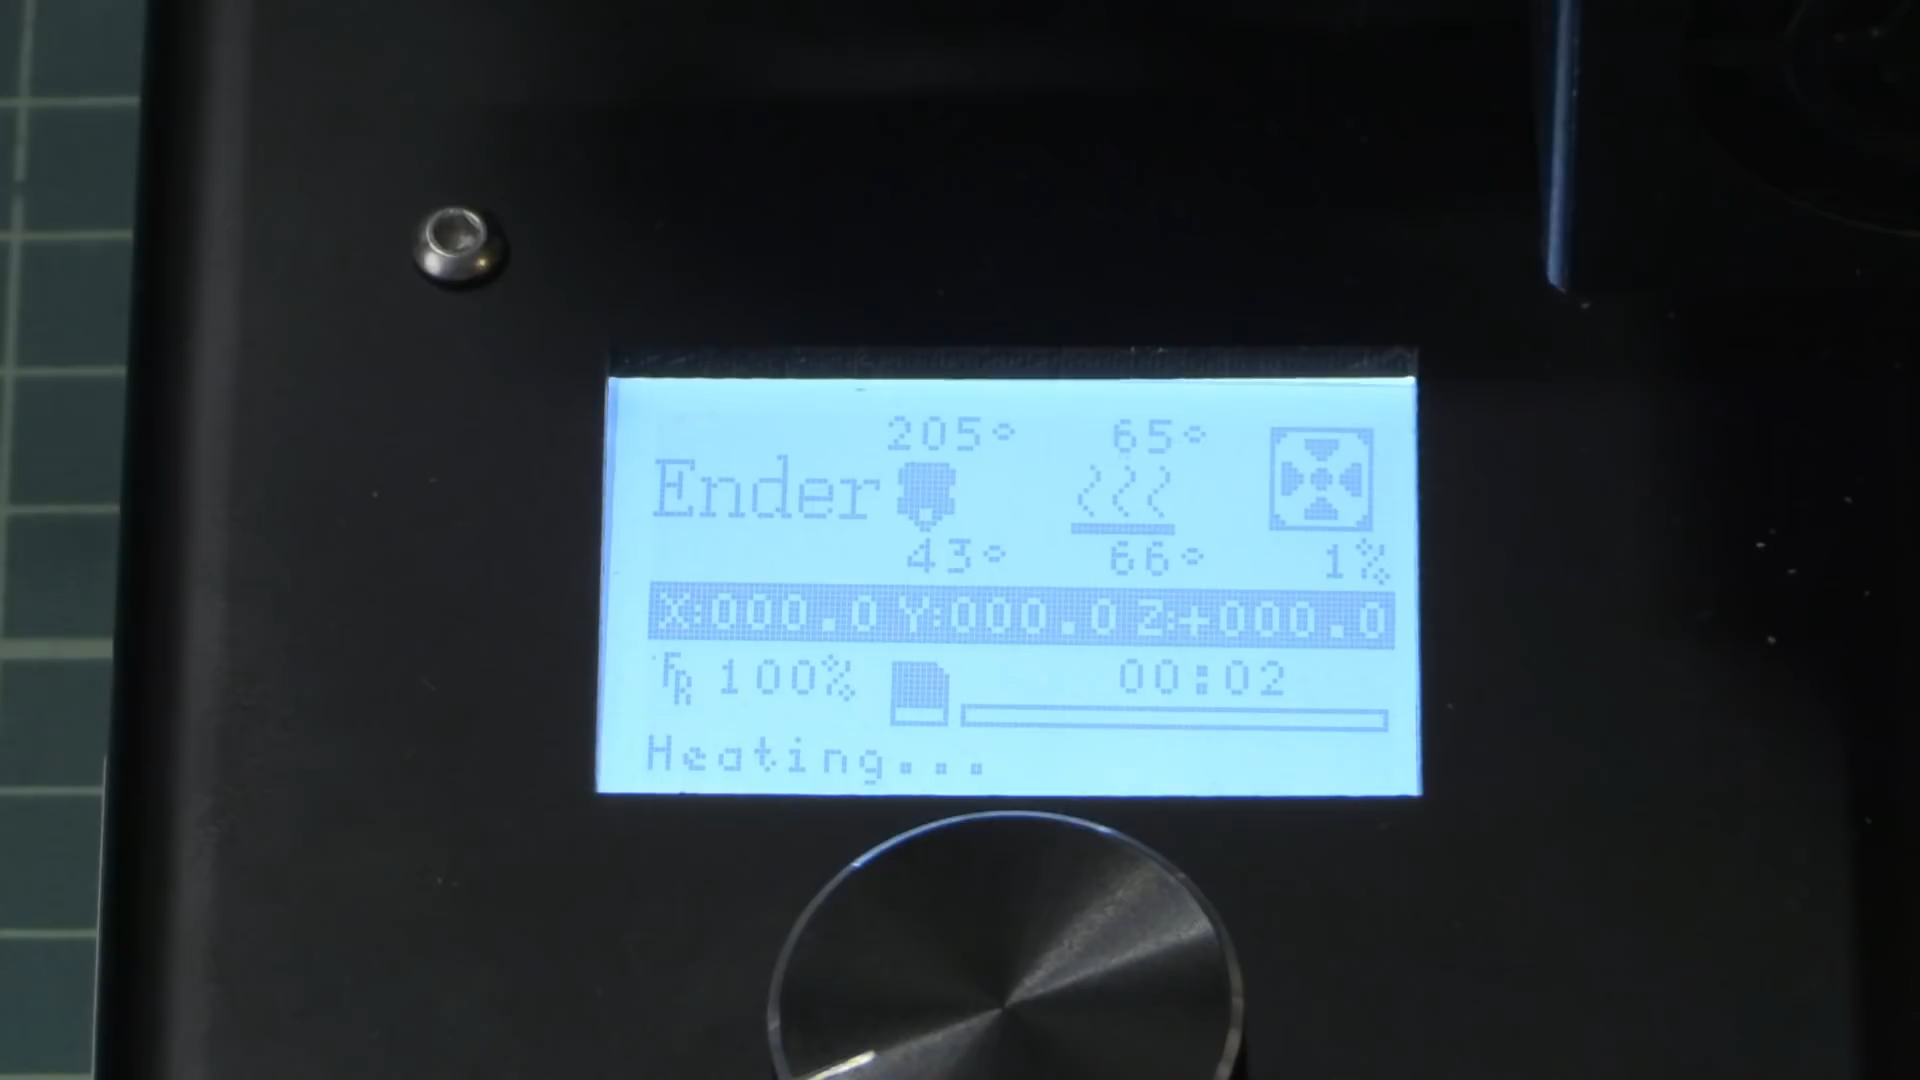 205° 65°
Ender
43° 66° 1%
X:000.0 Y:000.0 Z:+000.0
FR 100% 00:02
Heating...